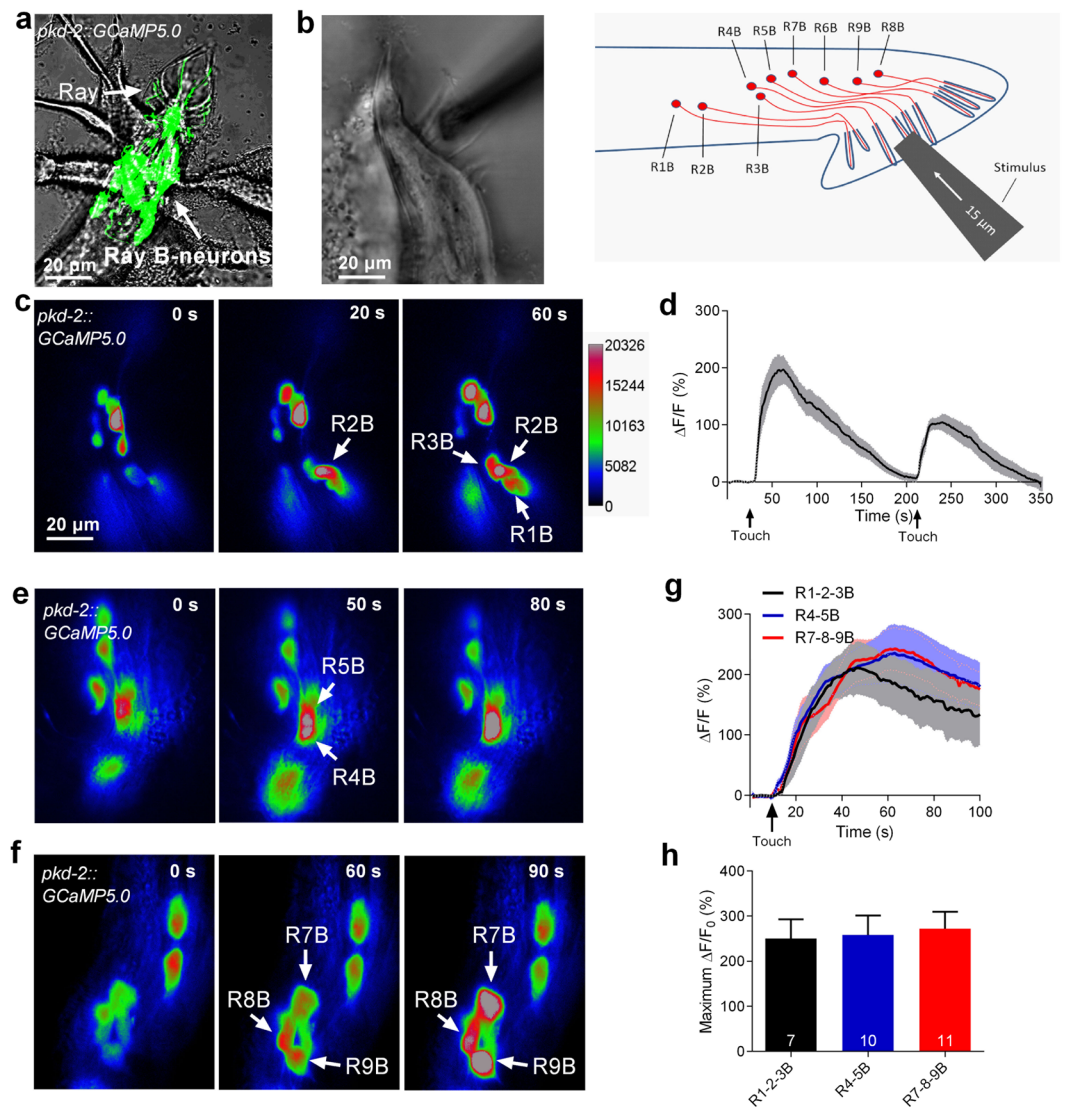 a
pkd-2::GCaMP5.0
Ray
Ray B-neurons
20 μm
b
20 μm
R4B
R5B
R7B
R6B
R9B
R8B
R1B
R2B
R3B
Stimulus
15 μm
c
pkd-2::
GCaMP5.0
0 s
20 s
60 s
R2B
R3B
R2B
R1B
20 μm
20326
15244
10163
5082
0
d
ΔF/F (%)
300
200
100
0
50
100
150
200
250
300
350
Time (s)
Touch
Touch
e
pkd-2::
GCaMP5.0
0 s
50 s
80 s
R5B
R4B
g
R1-2-3B
R4-5B
R7-8-9B
ΔF/F (%)
300
200
100
0
20
40
60
80
100
Time (s)
Touch
f
pkd-2::
GCaMP5.0
0 s
60 s
90 s
R7B
R8B
R9B
R7B
R8B
R9B
h
Maximum ΔF/F0 (%)
400
300
200
100
0
7
10
11
R1-2-3B
R4-5B
R7-8-9B